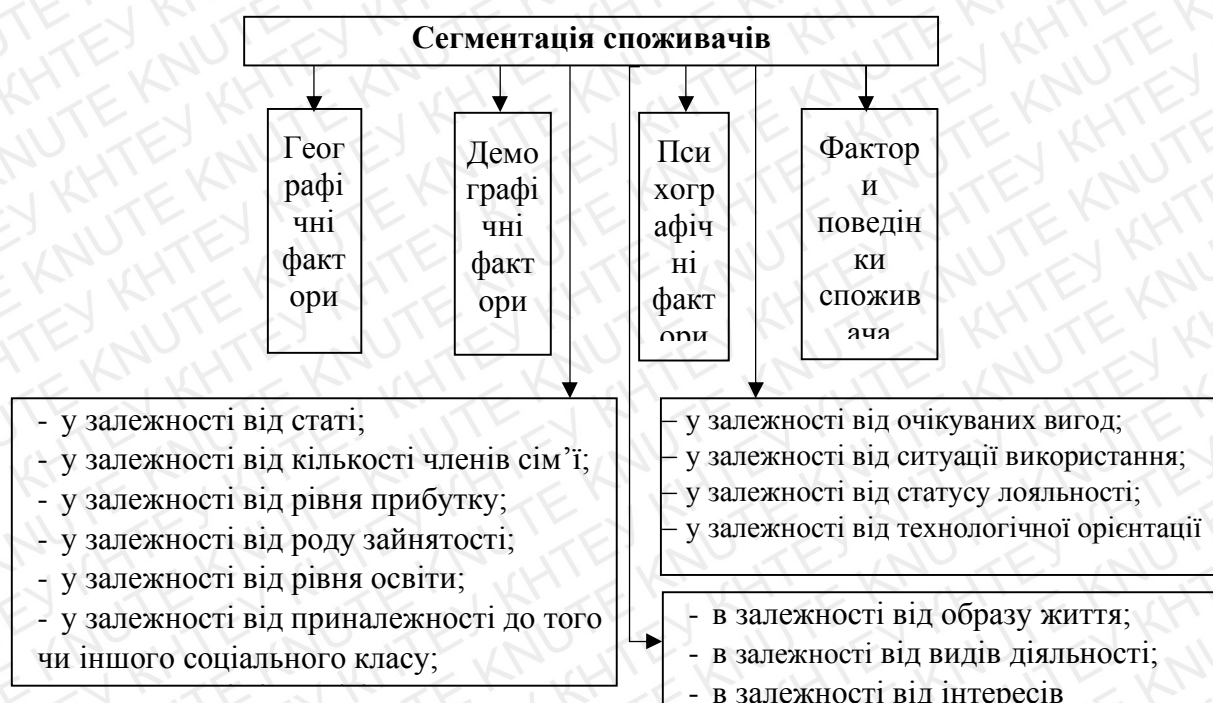 Сегментація споживачів
Геог
рафі
чні
факт
ори
Демо
графі
чні
факт
ори
Пси
хогр
афіч
ні
факт
ори
Фактор
и
поведін
ки
спожив
ача
- у залежності від статі;
- у залежності від кількості членів сім’ї;
- у залежності від рівня прибутку;
- у залежності від роду зайнятості;
- у залежності від рівня освіти;
- у залежності від приналежності до того
чи іншого соціального класу;
– у залежності від очікуваних вигод;
– у залежності від ситуації використання;
– у залежності від статусу лояльності;
– у залежності від технологічної орієнтації
- в залежності від образу життя;
- в залежності від видів діяльності;
- в залежності від інтересів